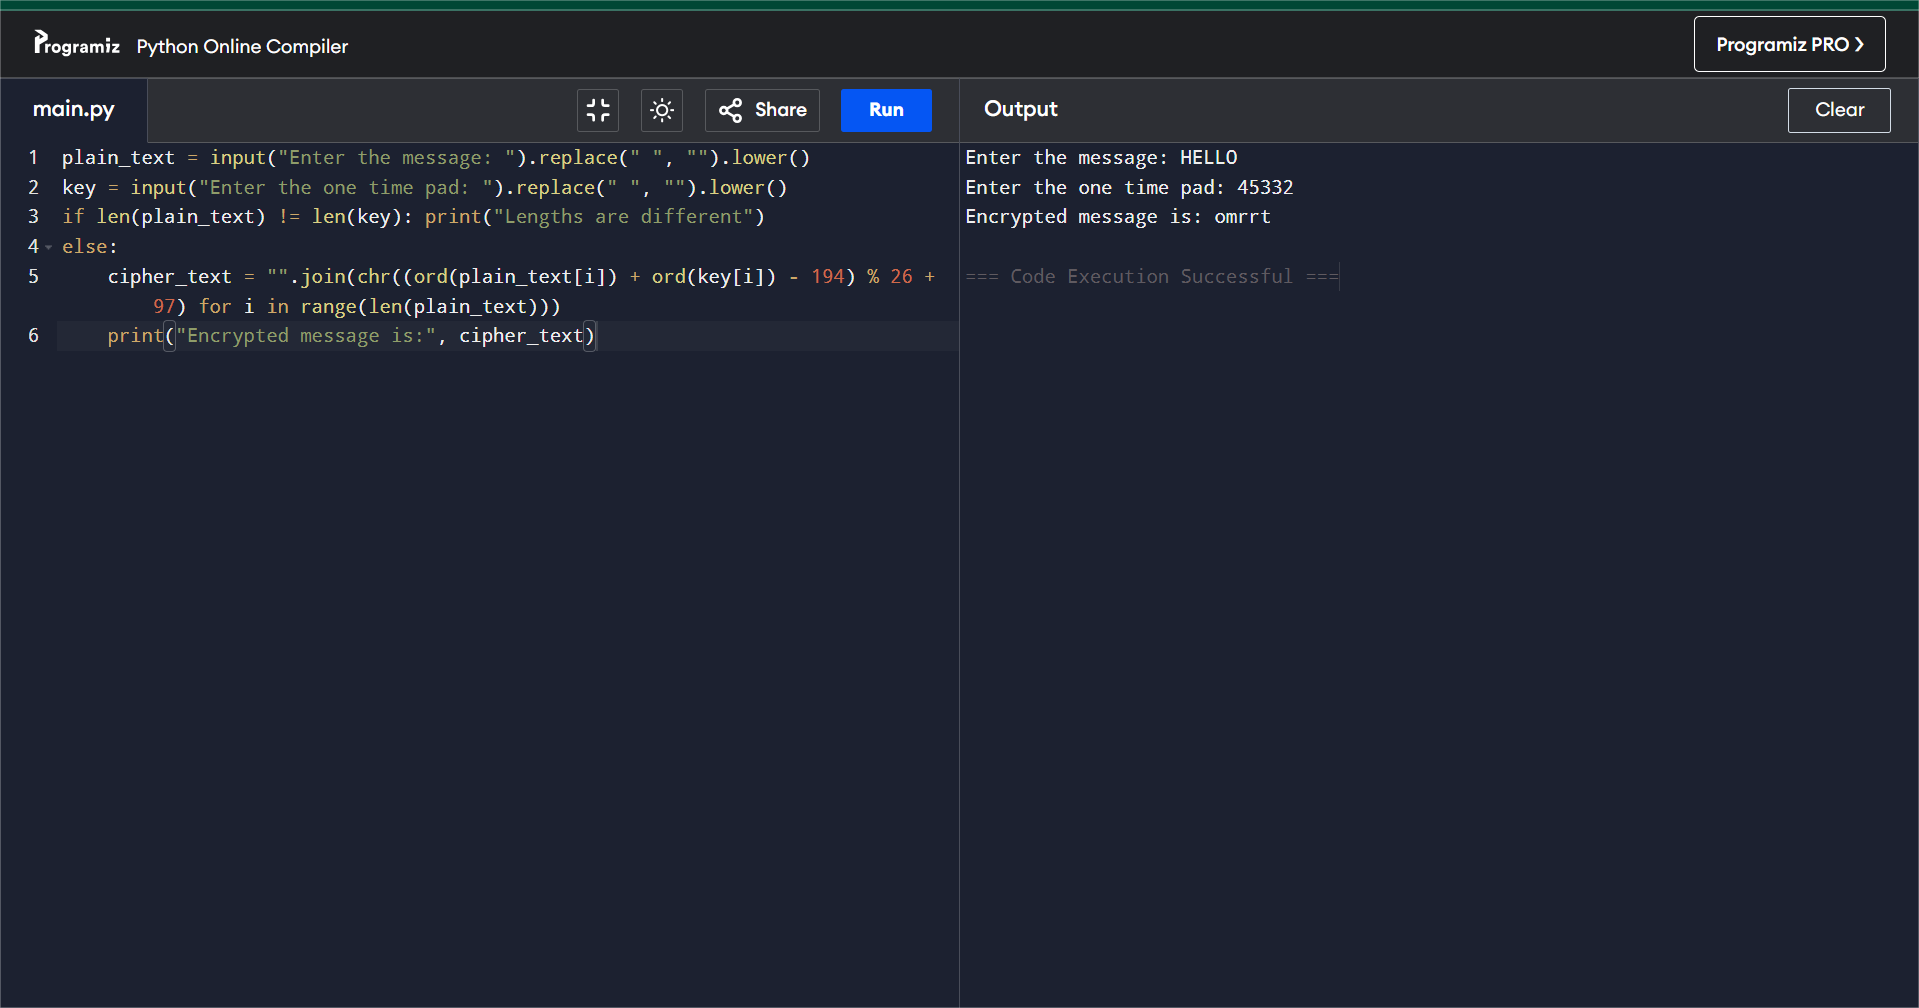 Programiz Python Online Compiler
Programiz PRO ❯
main.py
Share
Run
Output
Clear
1 plain_text = input("Enter the message: ").replace(" ", "").lower()
2 key = input("Enter the one time pad: ").replace(" ", "").lower()
3 if len(plain_text) != len(key): print("Lengths are different")
4 else:
5 cipher_text = "".join(chr((ord(plain_text[i]) + ord(key[i]) - 194) % 26 +
97) for i in range(len(plain_text)))
6 print("Encrypted message is:", cipher_text)
Enter the message: HELLO
Enter the one time pad: 45332
Encrypted message is: omrrt
=== Code Execution Successful ===